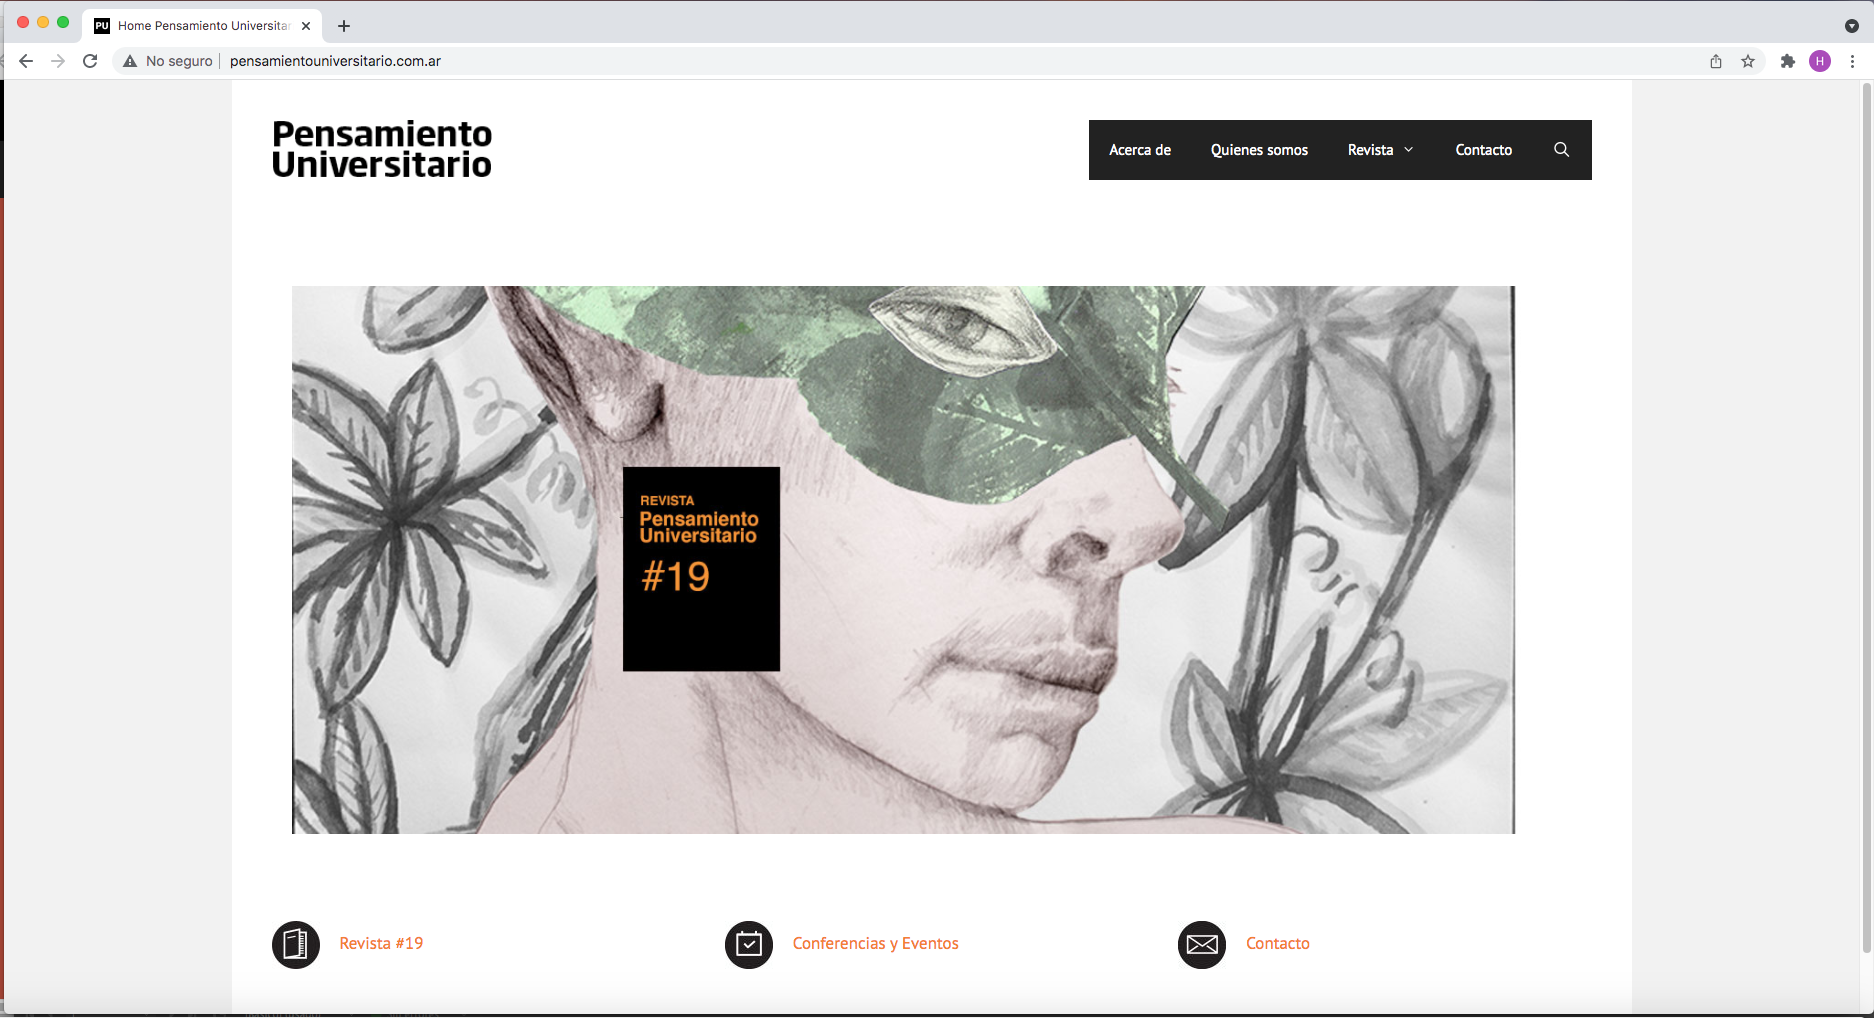 PU Home Pensamiento Universitar
No seguro pensamientouniversitario.com.ar
H
Pensamiento
Universitario
Acerca de Quienes somos Revista Contacto
REVISTA
Pensamiento
Universitario
#19
Revista #19 Conferencias y Eventos Contacto